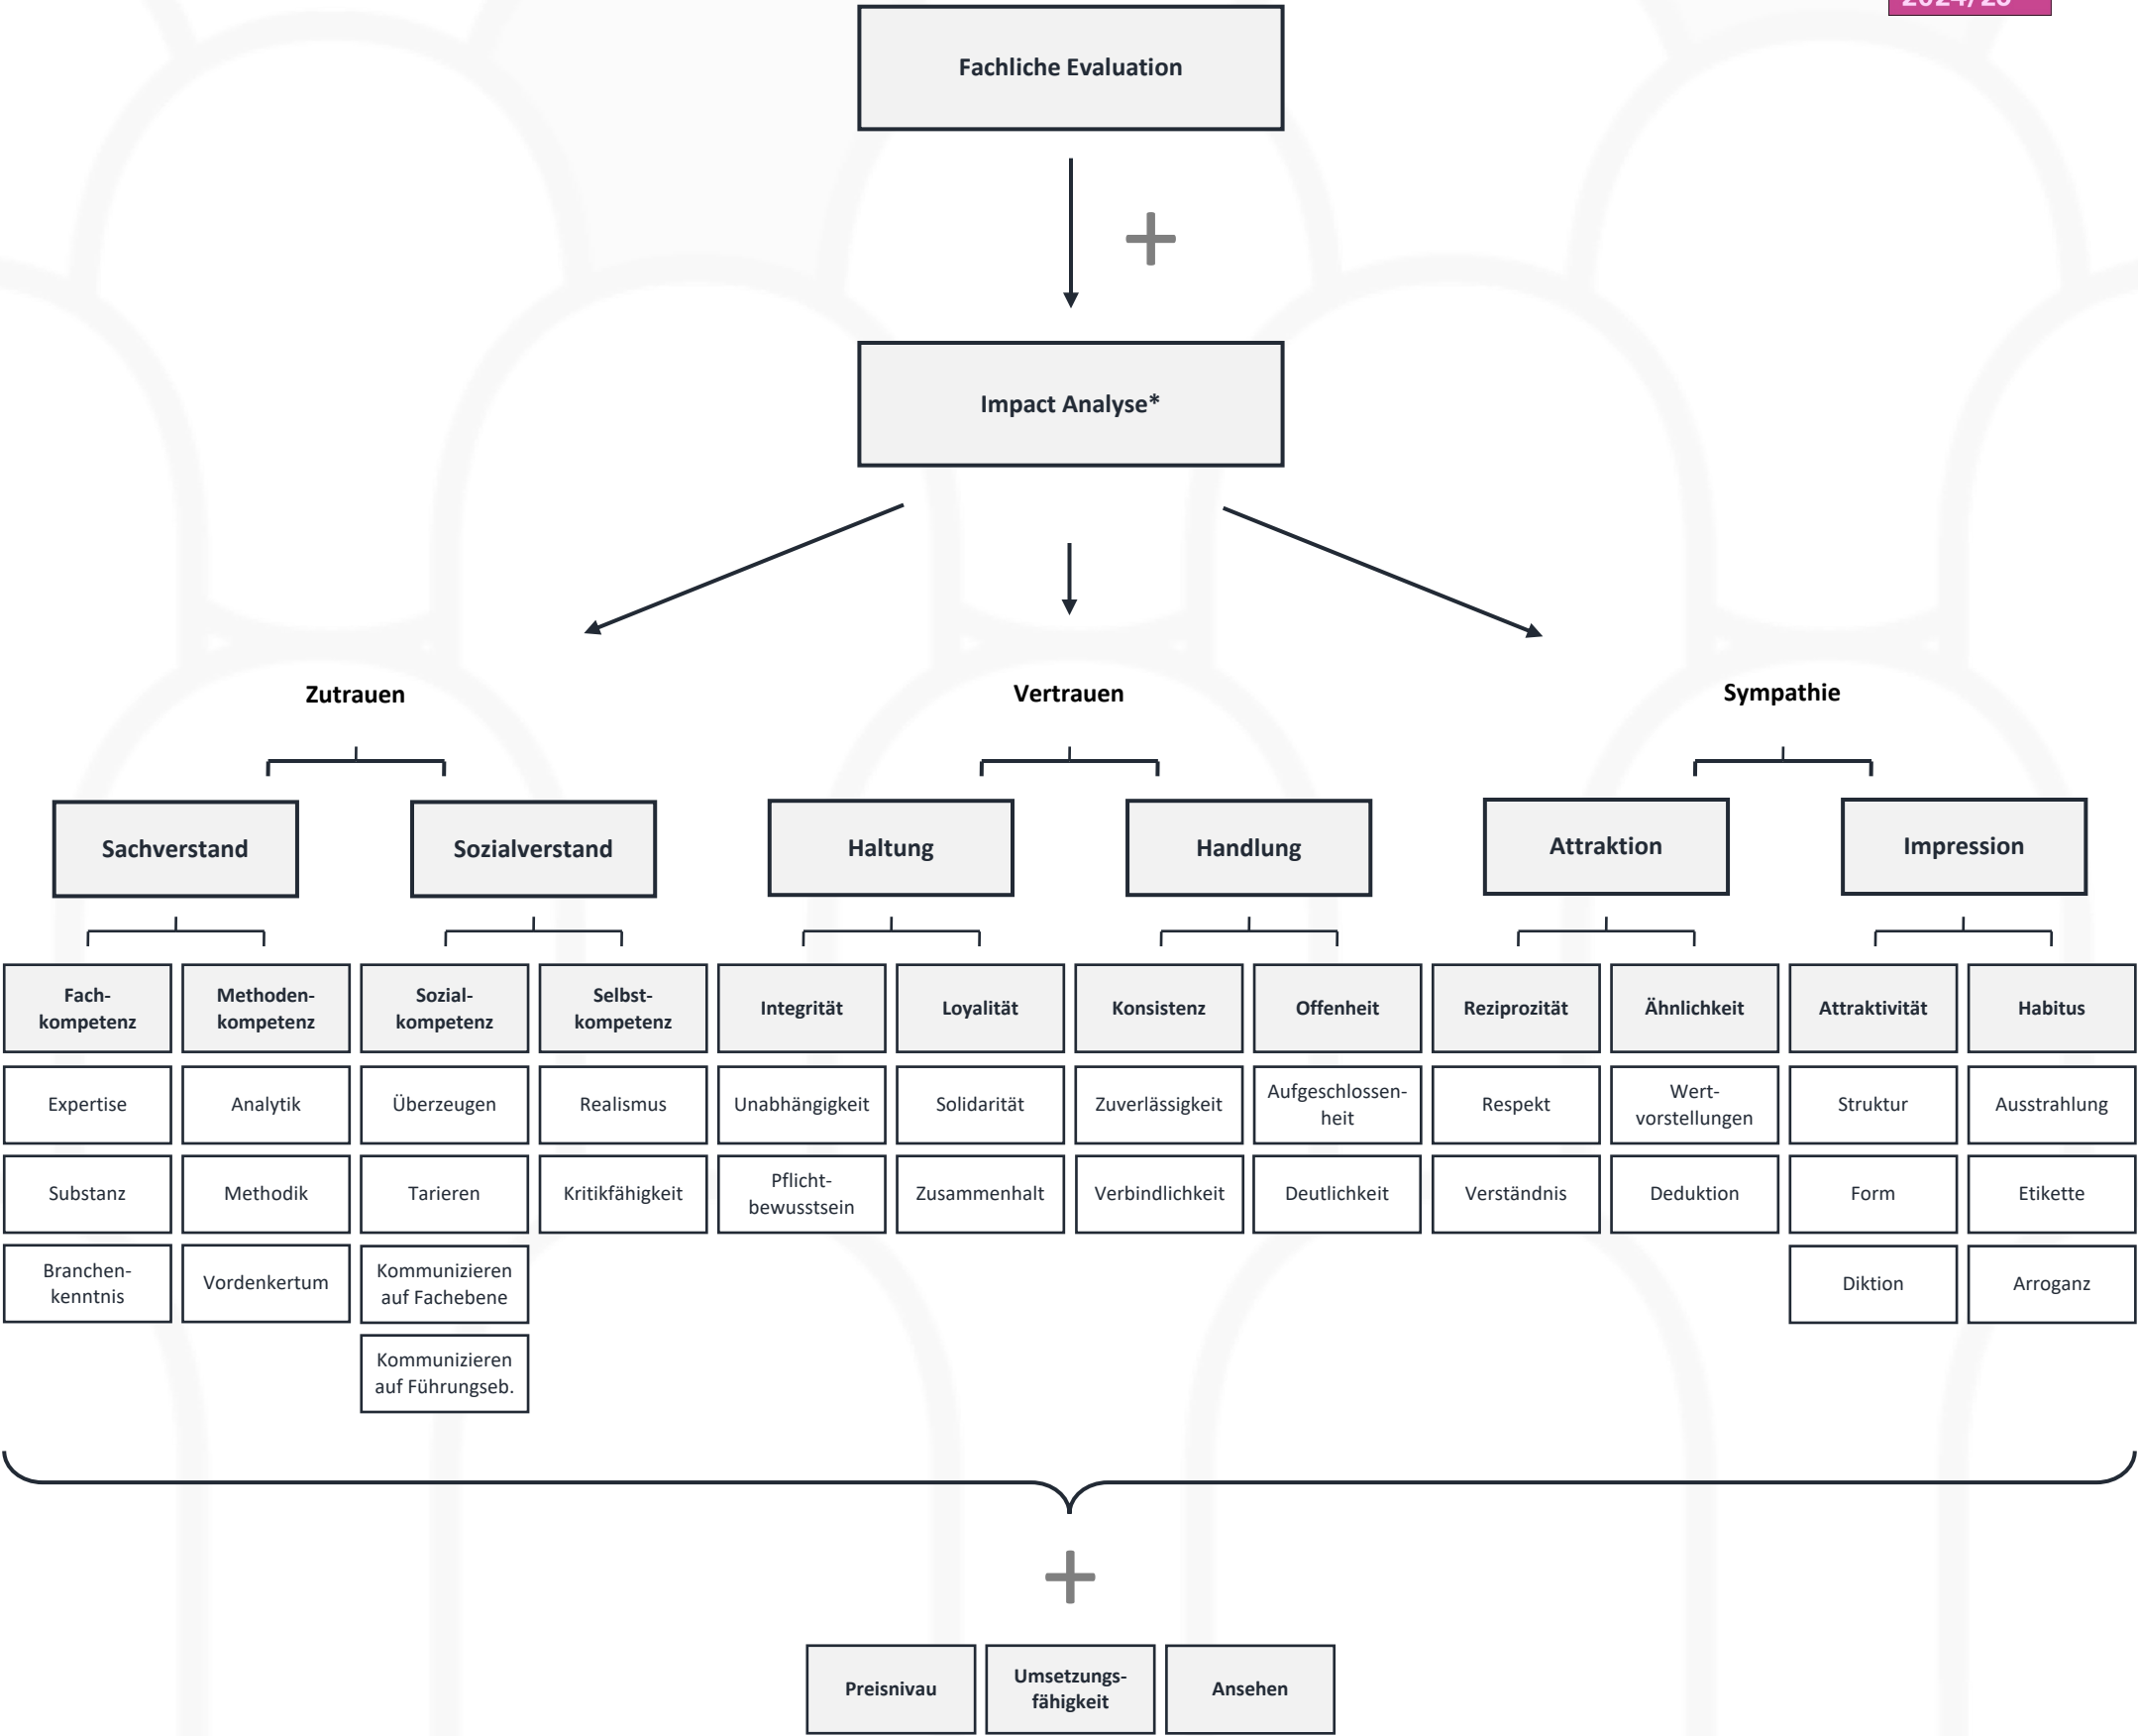 Fachliche Evaluation
Impact Analyse*
Zutrauen
Vertrauen
Sympathie
Sachverstand
Sozialverstand
Haltung
Handlung
Attraktion
Impression
Fach-
kompetenz
Methoden-
kompetenz
Sozial-
kompetenz
Selbst-
kompetenz
Integrität
Loyalität
Konsistenz
Offenheit
Reziprozität
Ähnlichkeit
Attraktivität
Habitus
Expertise
Analytik
Überzeugen
Realismus
Unabhängigkeit
Solidarität
Zuverlässigkeit
Aufgeschlossen-
heit
Respekt
Wert-
vorstellungen
Struktur
Ausstrahlung
Substanz
Methodik
Tarieren
Kritikfähigkeit
Pflicht-
bewusstsein
Zusammenhalt
Verbindlichkeit
Deutlichkeit
Verständnis
Deduktion
Form
Etikette
Branchen-
kenntnis
Vordenkertum
Kommunizieren
auf Fachebene
Diktion
Arroganz
Kommunizieren
auf Führungseb.
Preisnivau
Umsetzungs-
fähigkeit
Ansehen